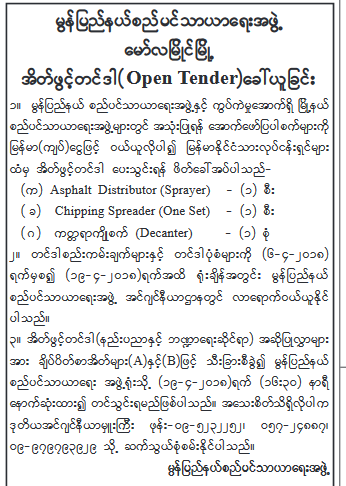 မွန်ပြည်နယ်စည်ပင်သာယာရေးအဖွဲ့
မော်လမြိုင်မြို့
အိတ်ဖွင့်တင်ဒါ(Open Tender)ခေါ်ယူခြင်း
၁။ မွန်ပြည်နယ် စည်ပင်သာယာရေးအဖွဲ့နှင့် ကွပ်ကဲမှုအောက်ရှိ မြို့နယ်
စည်ပင်သာယာရေးအဖွဲ့များတွင် အသုံးပြုရန် အောက်ဖော်ပြပါစက်များကို
မြန်မာ(ကျပ်)ငွေဖြင့် ဝယ်ယူလိုပါ၍ မြန်မာနိုင်ငံသားလုပ်ငန်းရှင်များ
ထံမှ အိတ်ဖွင့်တင်ဒါ ပေးသွင်းရန် ဖိတ်ခေါ်အပ်ပါသည်-
(က) Asphalt Distributor (Sprayer) - (၁) စီး
(ခ) Chipping Spreader (One Set) - (၁) စီး
(ဂ) ကတ္တရာကျိုစက် (Decanter) - (၁) စုံ
၂။ တင်ဒါစည်းကမ်းချက်များနှင့် တင်ဒါပုံစံများကို (၆-၄-၂၀၁၈)
ရက်မှစ၍ (၁၉-၄-၂၀၁၈)ရက်အထိ ရုံးချိန်အတွင်း မွန်ပြည်နယ်
စည်ပင်သာယာရေးအဖွဲ့ အင်ဂျင်နီယာဌာနတွင် လာရောက်ဝယ်ယူနိုင်
ပါသည်။
၃။ အိတ်ဖွင့်တင်ဒါ(နည်းပညာနှင့် ဘဏ္ဍာရေးဆိုင်ရာ) အဆိုပြုလွှာများ
အား ချိပ်ပိတ်စာအိတ်များ(A)နှင့်(B)ဖြင့် သီးခြားစီခွဲ၍ မွန်ပြည်နယ်
စည်ပင်သာယာရေး အဖွဲ့ရုံးသို့ (၁၉-၄-၂၀၁၈)ရက် (၁၆:၃၀) နာရီ
နောက်ဆုံးထား၍ တင်သွင်းရမည်ဖြစ်ပါသည်။ အသေးစိတ်သိရှိလိုပါက
ဒုတိယအင်ဂျင်နီယာမှူးကြီး ဖုန်း-၀၉-၅၃၂၂၅၂၊ ၀၅၇-၂၄၈၈၇၊
၀၉-၉၇၉၇၉၃၉၂၉ သို့ ဆက်သွယ်စုံစမ်းနိုင်ပါသည်။
မွန်ပြည်နယ်စည်ပင်သာယာရေးအဖွဲ့